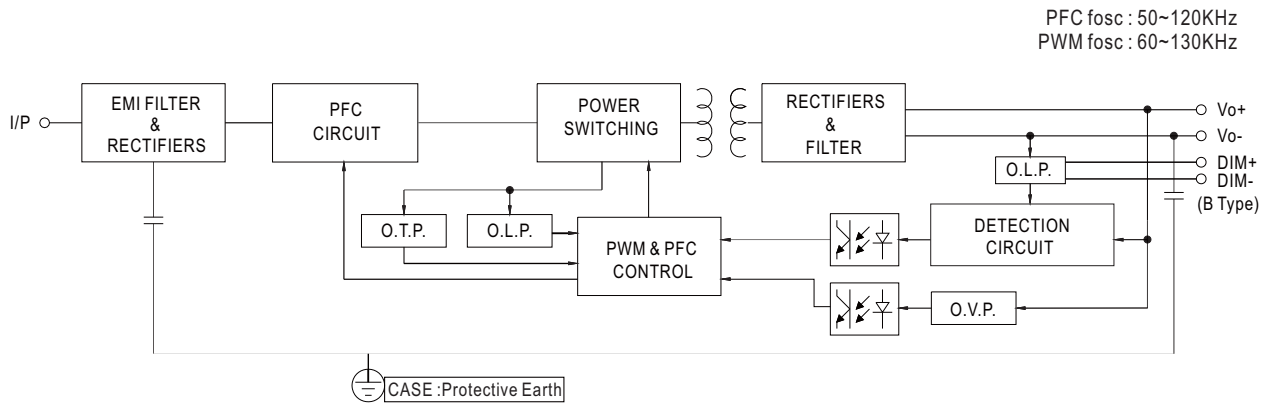 PFC fosc : 50~120KHz
PWM fosc : 60~130KHz
I/P
EMI FILTER
&
RECTIFIERS
PFC
CIRCUIT
POWER
SWITCHING
RECTIFIERS
&
FILTER
Vo+
Vo-
DIM+
DIM-
(B Type)
O.L.P.
O.T.P.
O.L.P.
PWM & PFC
CONTROL
DETECTION
CIRCUIT
O.V.P.
CASE :Protective Earth